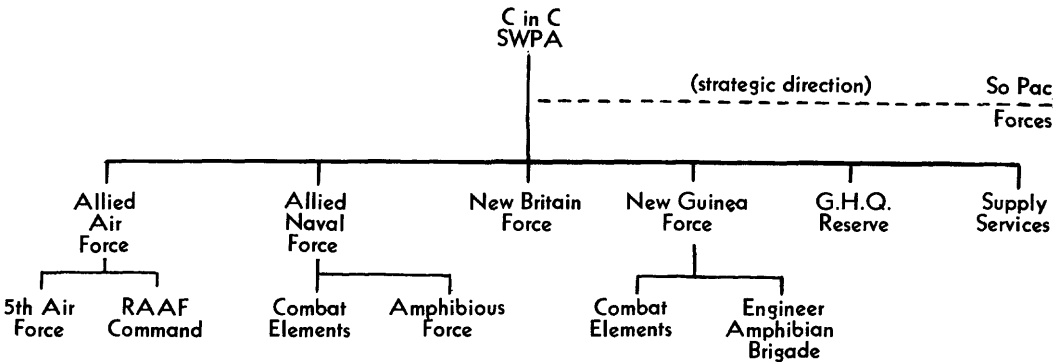 C in C
SWPA
(strategic direction)
So Pac
Forces
Allied
Air
Force
Allied
Naval
Force
New Britain
Force
New Guinea
Force
G.H.Q.
Reserve
Supply
Services
5th Air
Force
RAAF
Command
Combat
Elements
Amphibious
Force
Combat
Elements
Engineer
Amphibian
Brigade